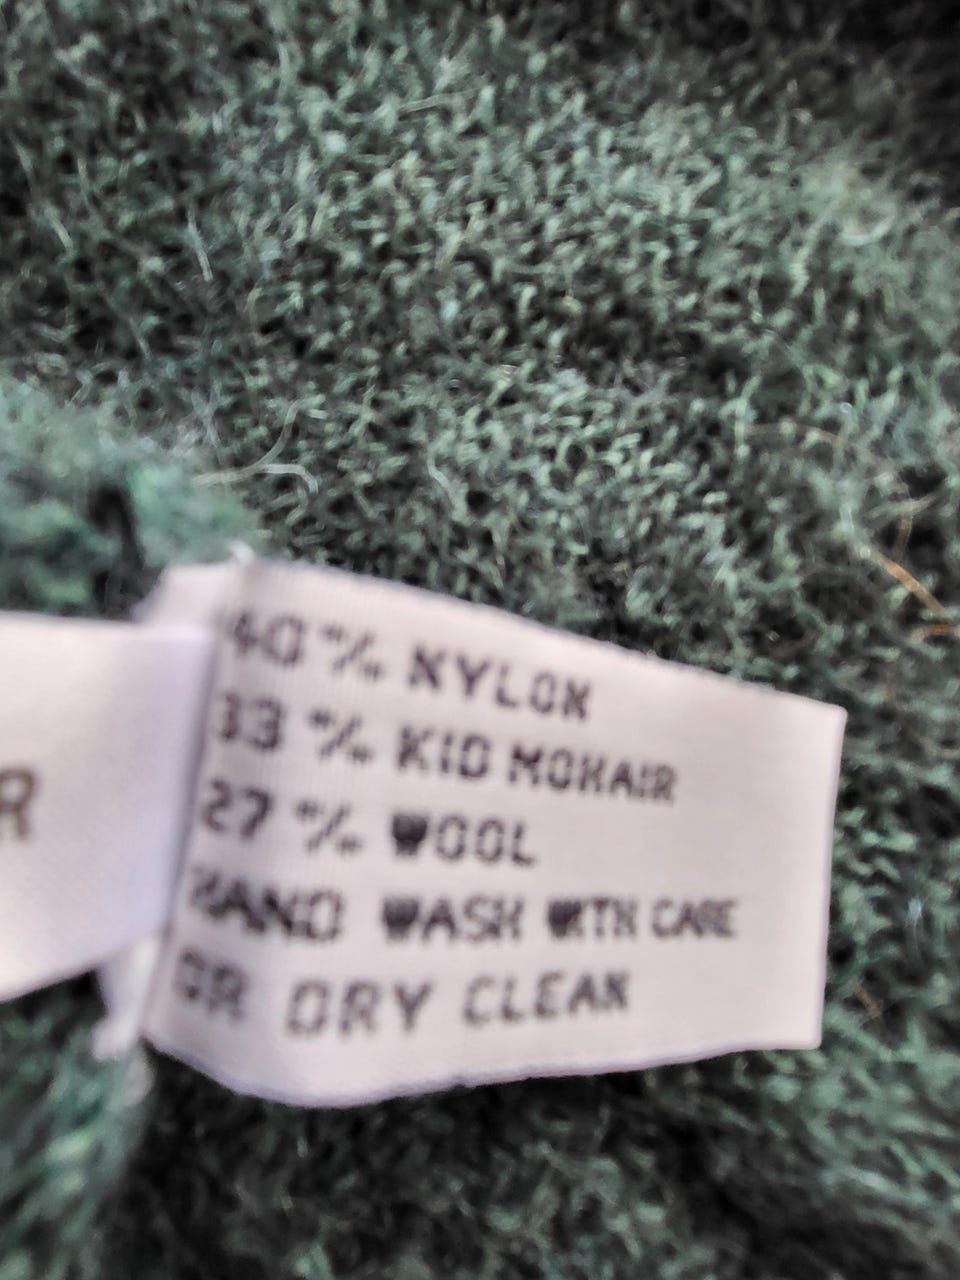 R
40% NYLON
33% KID MOHAIR
27% WOOL
HAND WASH WITH CARE
OR DRY CLEAN